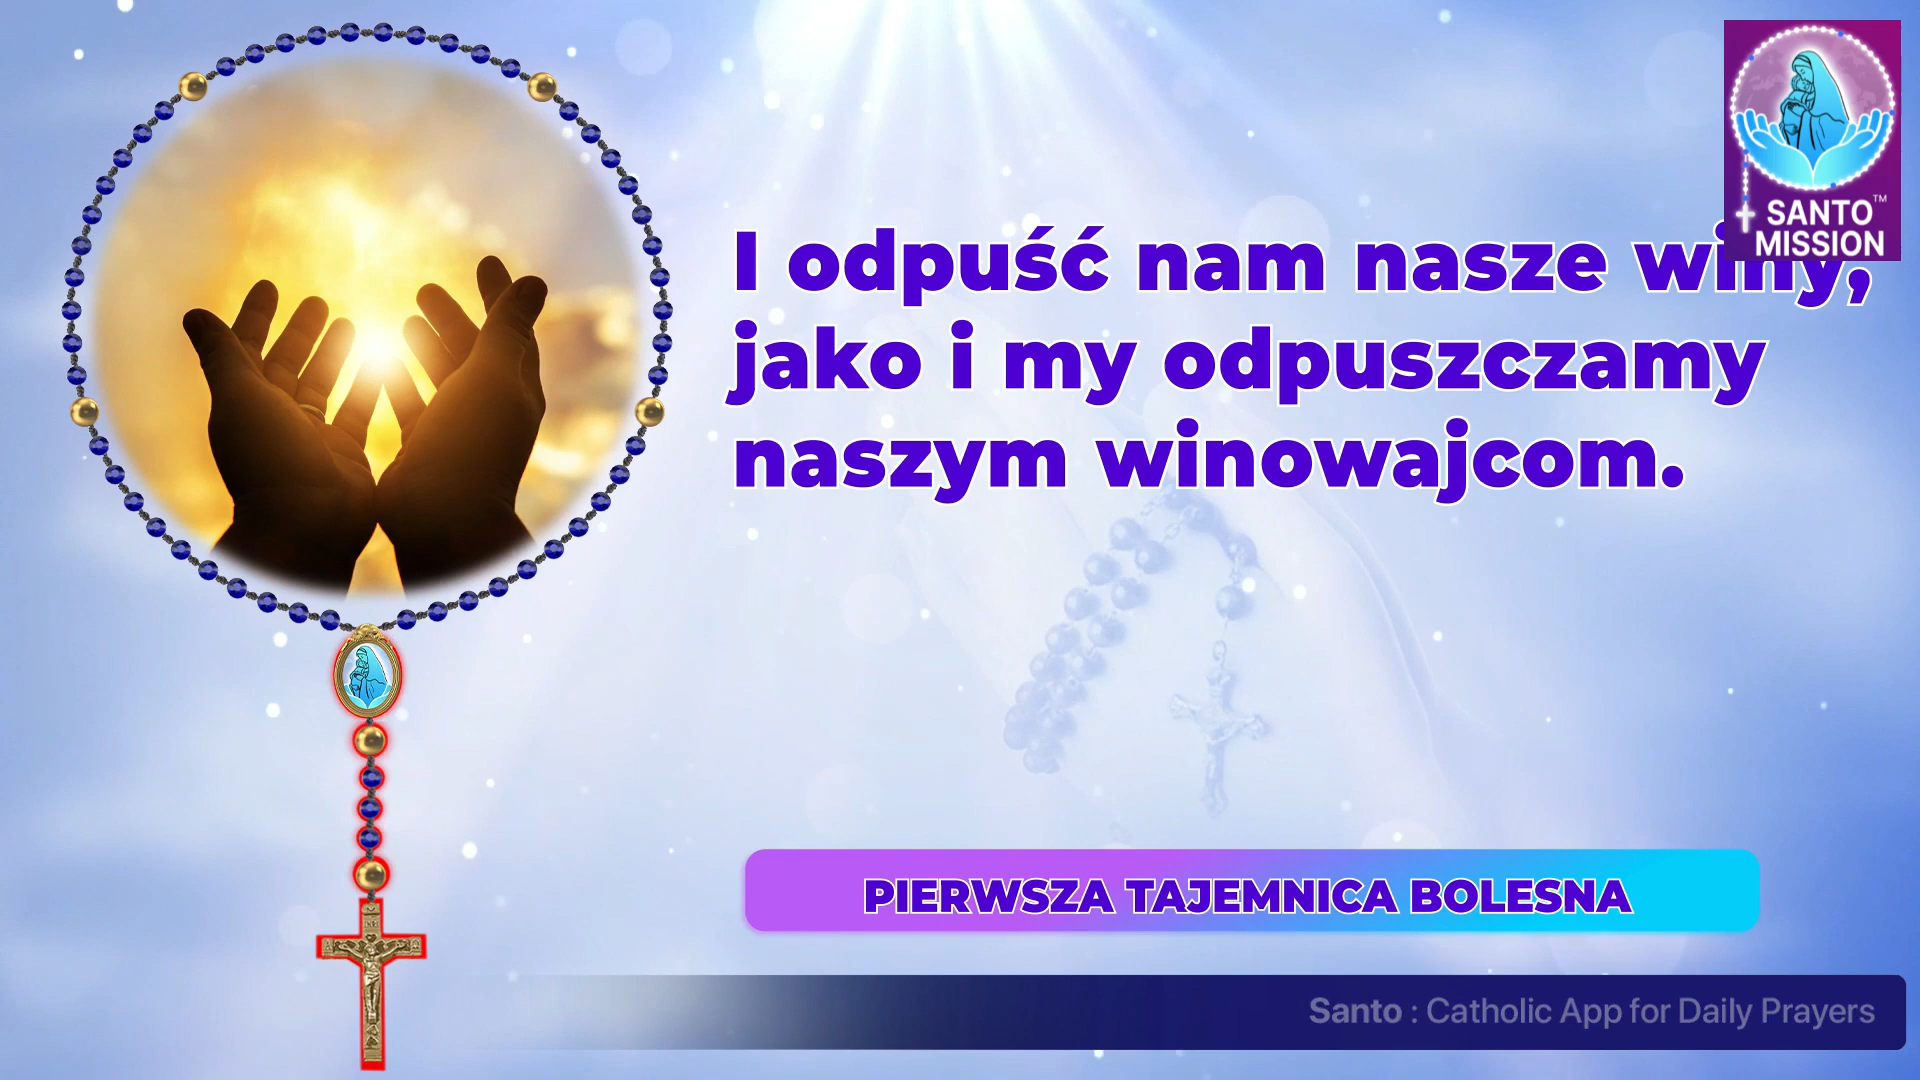 SANTO™
MISSION
I odpuść nam nasze winy,
jako i my odpuszczamy
naszym winowajcom.
PIERWSZA TAJEMNICA BOLESNA
Santo : Catholic App for Daily Prayers